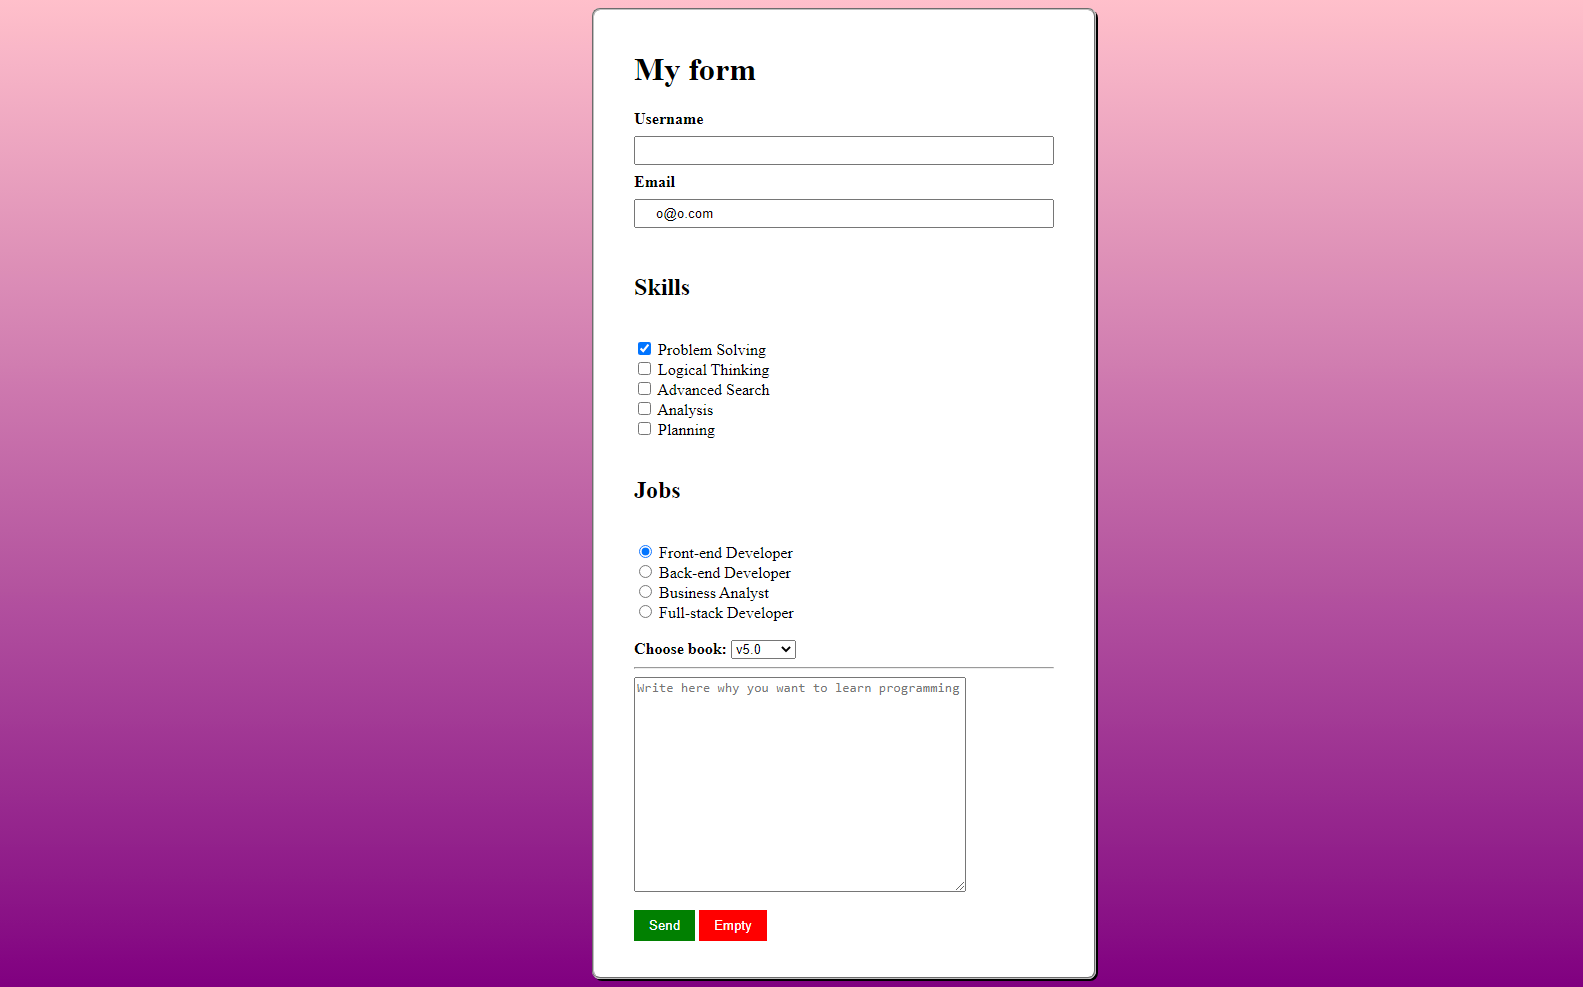 My form
Username
Email
o@o.com
Skills
Problem Solving
Logical Thinking
Advanced Search
Analysis
Planning
Jobs
Front-end Developer
Back-end Developer
Business Analyst
Full-stack Developer
Choose book: v5.0
Write here why you want to learn programming
Send Empty